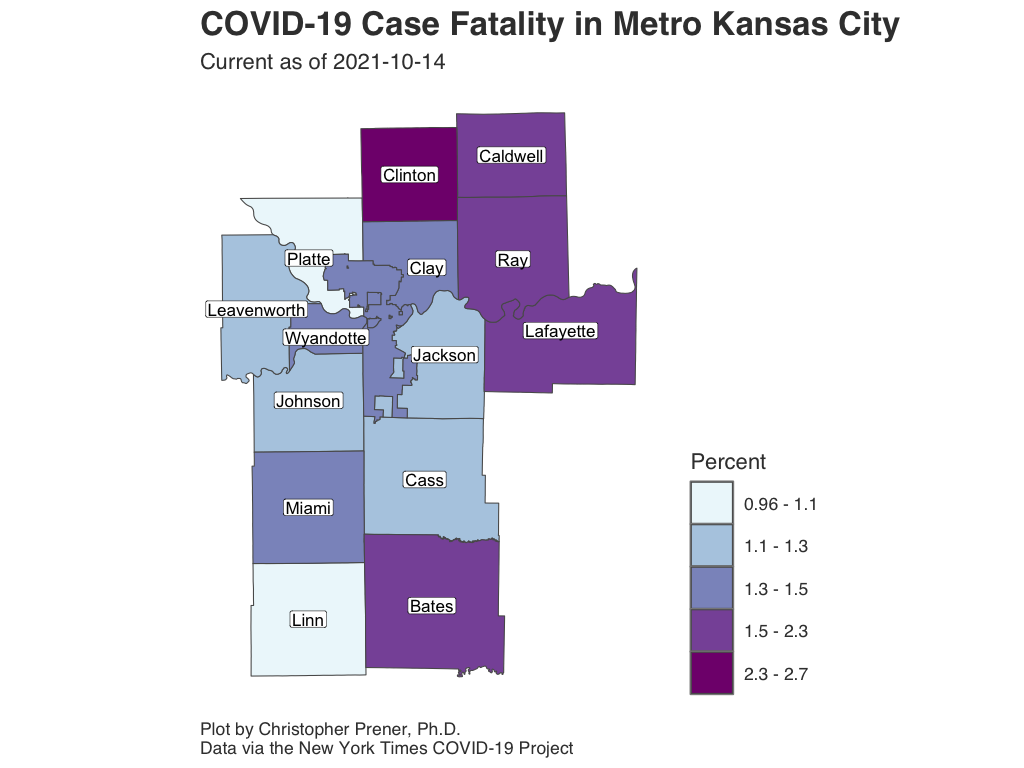 COVID-19 Case Fatality in Metro Kansas City
Current as of 2021-10-14
Caldwell
Clinton
Platte
Clay
Ray
Leavenworth
Wyandotte
Lafayette
Jackson
Johnson
Cass
Miami
Bates
Linn
Percent
0.96 - 1.1
1.1 - 1.3
1.3 - 1.5
1.5 - 2.3
2.3 - 2.7
Plot by Christopher Prener, Ph.D.
Data via the New York Times COVID-19 Project